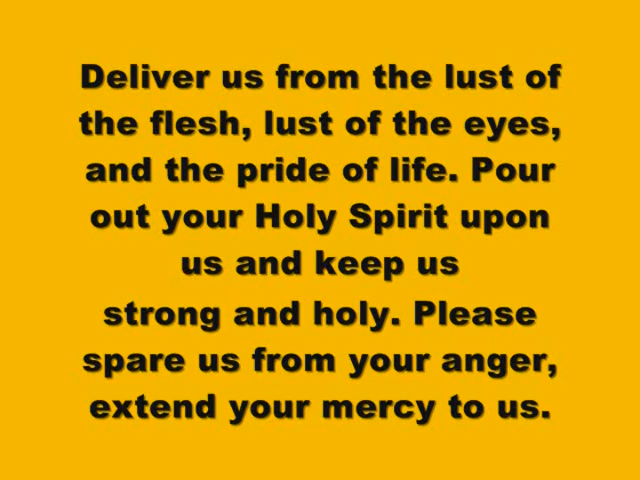 Deliver us from the lust of
the flesh, lust of the eyes,
and the pride of life. Pour
out your Holy Spirit upon
us and keep us
strong and holy. Please
spare us from your anger,
extend your mercy to us.